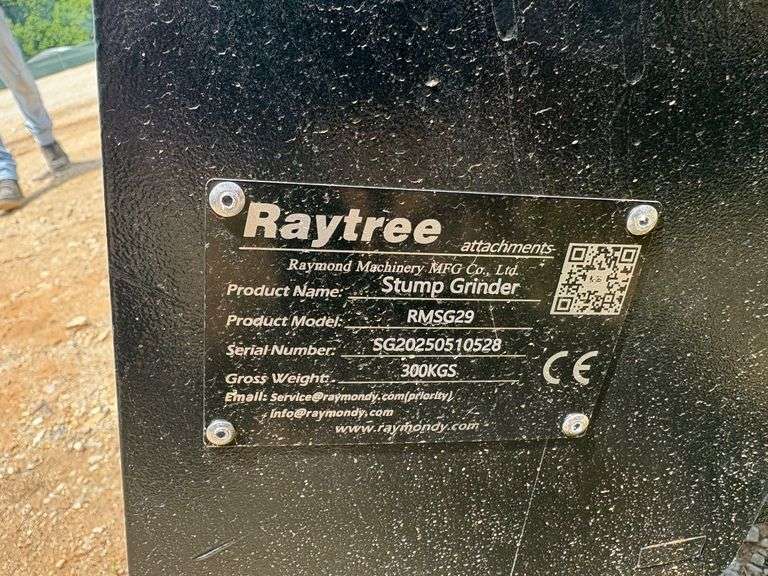 Raytree attachments
Raymond Machinery MFG Co., Ltd.
Product Name: Stump Grinder
Product Model: RMSG29
Serial Number: SG20250510528
Gross Weight: 300KGS
Email: Service@raymondy.com(priority)
info@raymondy.com
www.raymondy.com
CE